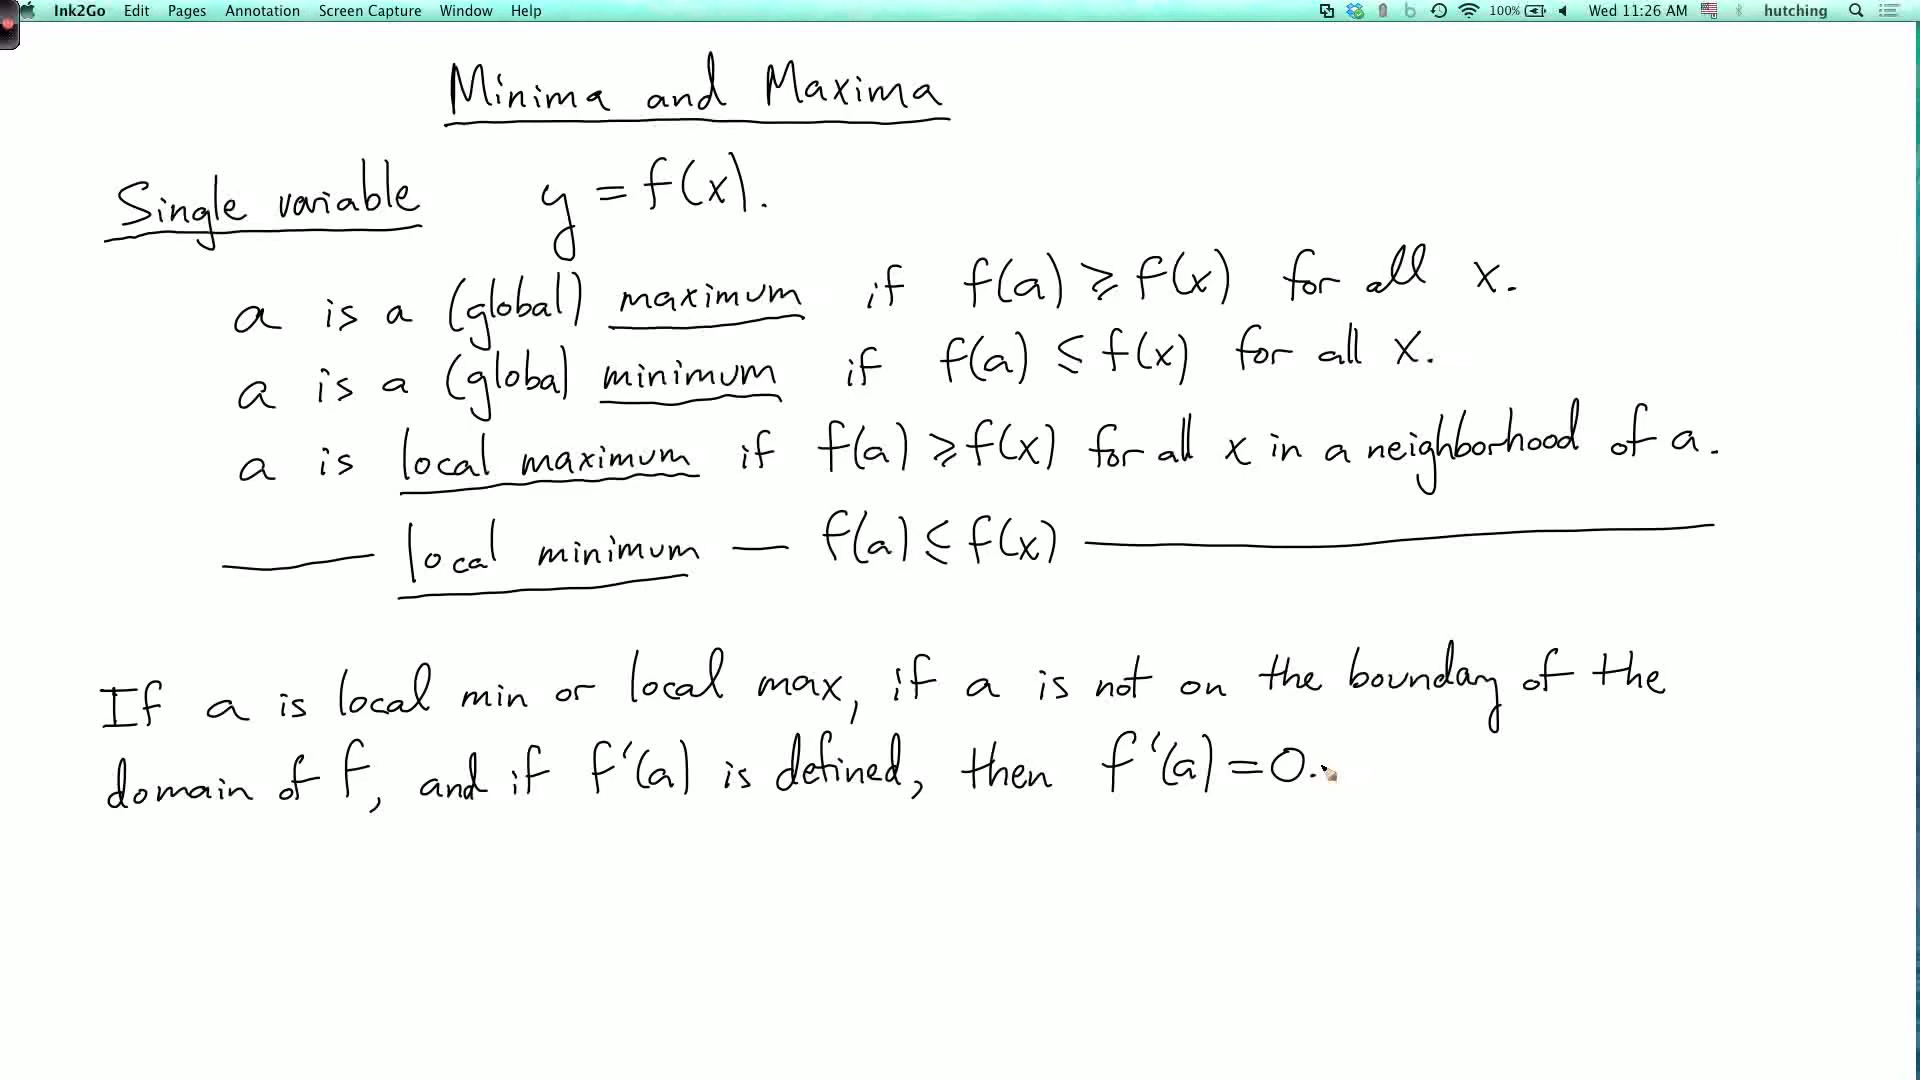 Ink2Go Edit Pages Annotation Screen Capture Window Help 100% Wed 11:26 AM hutching
Minima and Maxima
Single variable y = f(x).
a is a (global) maximum if f(a) ≥ f(x) for all x.
a is a (global) minimum if f(a) ≤ f(x) for all x.
a is local maximum if f(a) ≥ f(x) for all x in a neighborhood of a.
—— local minimum — f(a) ≤ f(x) ————
If a is local min or local max, if a is not on the boundary of the
domain of f, and if f'(a) is defined, then f'(a) = 0.